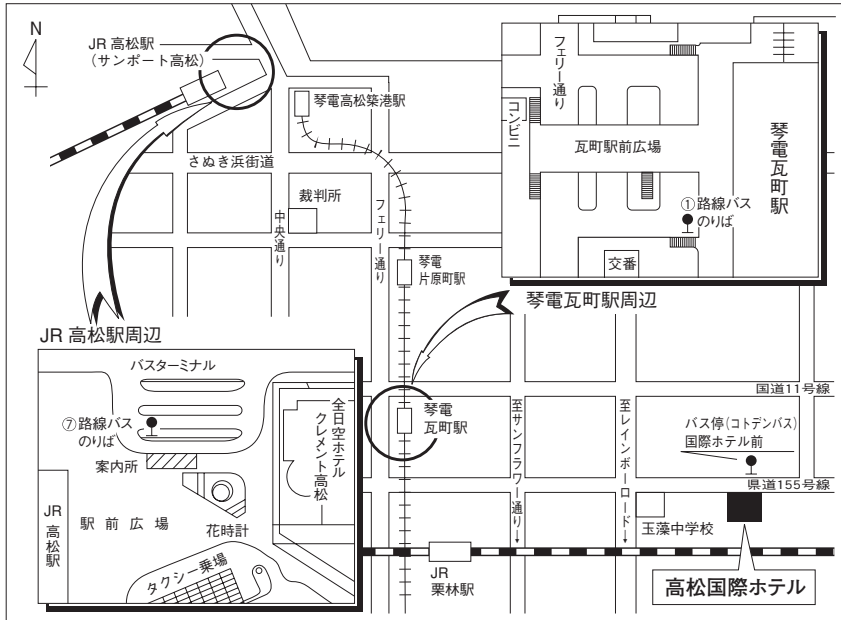 N
JR 高松駅
(サンポート高松)
琴電高松築港駅
さぬき浜街道
裁判所
中央通り
フェリー通り
琴電
片原町駅
フェリー通り
コンビニ
瓦町駅前広場
琴電瓦町駅
①路線バス
のりば
交番
琴電瓦町駅周辺
JR 高松駅周辺
バスターミナル
⑦路線バス
のりば
案内所
全日空ホテル
クレメント高松
JR
高松駅
駅前広場
花時計
タクシー乗場
琴電
瓦町駅
至サンフラワー通り
至レインボーロード
国道11号線
バス停(コトデンバス)
国際ホテル前
県道155号線
玉藻中学校
JR
栗林駅
高松国際ホテル